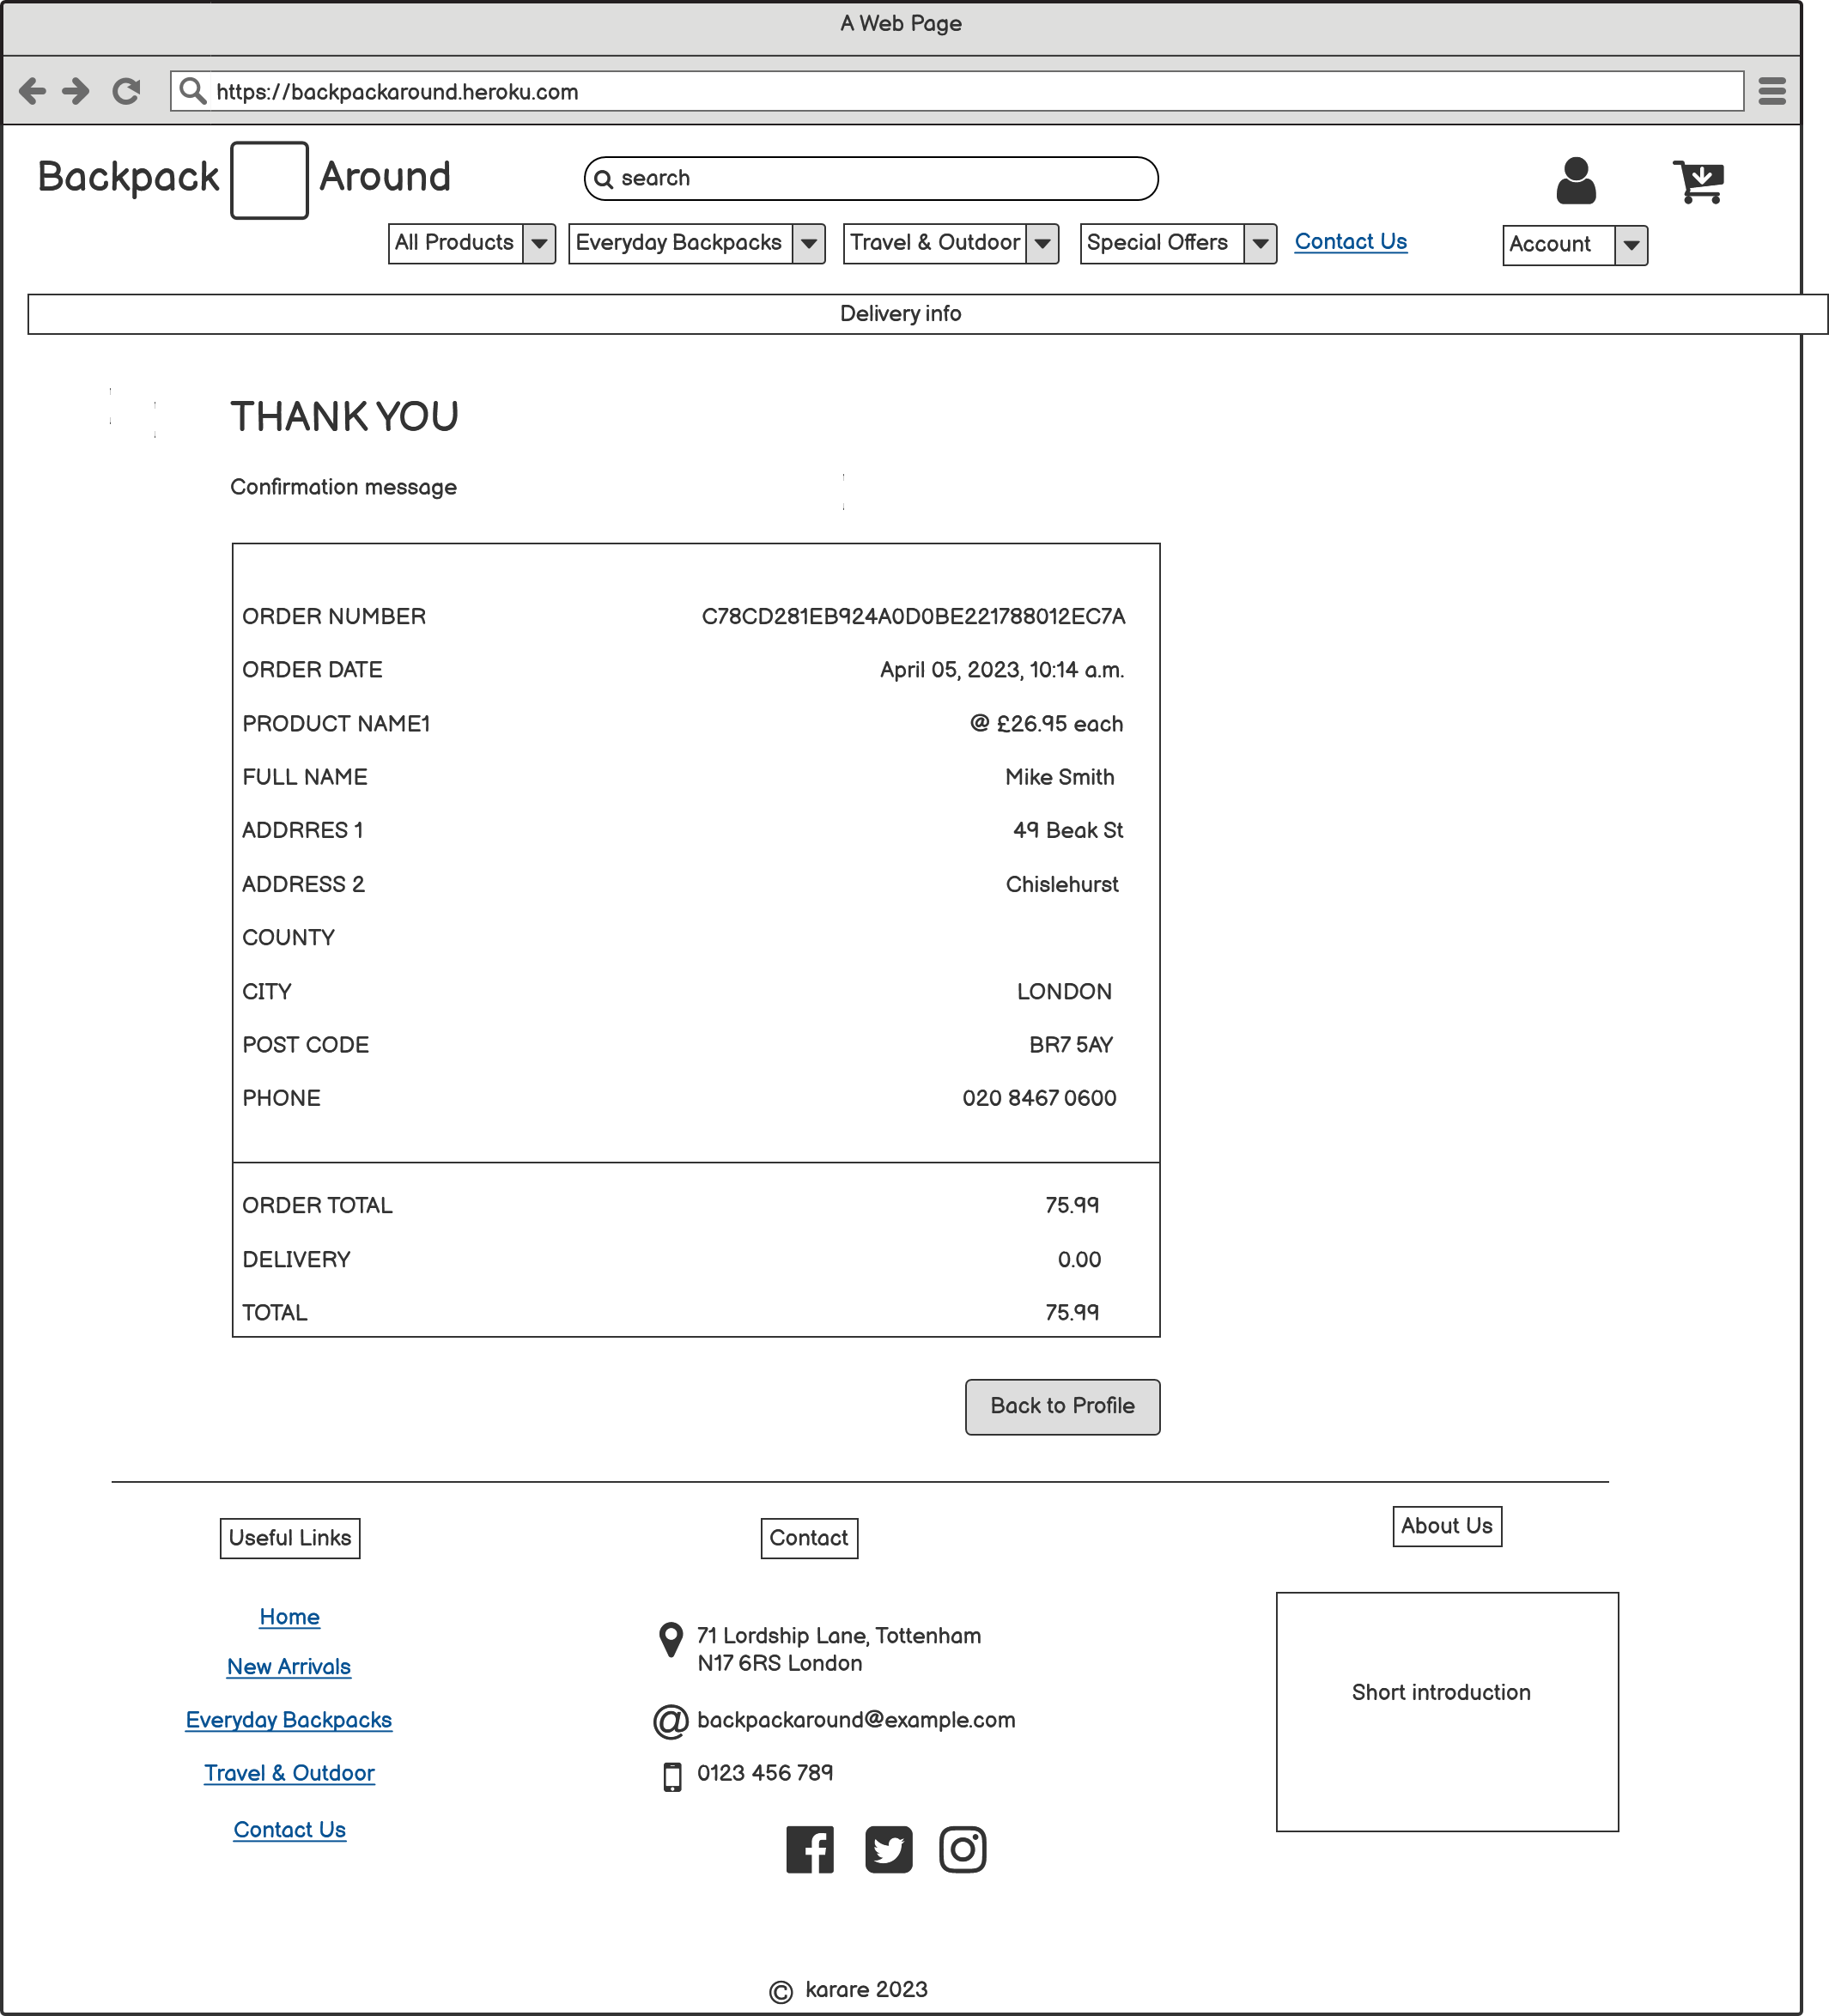 A Web Page
https://backpackaround.heroku.com
Backpack Around
search
All Products Everyday Backpacks Travel & Outdoor Special Offers Contact Us Account
Delivery info
THANK YOU
Confirmation message
ORDER NUMBER C78CD281EB924A0D0BE221788012EC7A
ORDER DATE April 05, 2023, 10:14 a.m.
PRODUCT NAME1 @ £26.95 each
FULL NAME Mike Smith
ADDRRES 1 49 Beak St
ADDRESS 2 Chislehurst
COUNTY
CITY LONDON
POST CODE BR7 5AY
PHONE 020 8467 0600
ORDER TOTAL 75.99
DELIVERY 0.00
TOTAL 75.99
Back to Profile
Useful Links
Home
New Arrivals
Everyday Backpacks
Travel & Outdoor
Contact Us
Contact
71 Lordship Lane, Tottenham
N17 6RS London
@ backpackaround@example.com
0123 456 789
About Us
Short introduction
© karare 2023